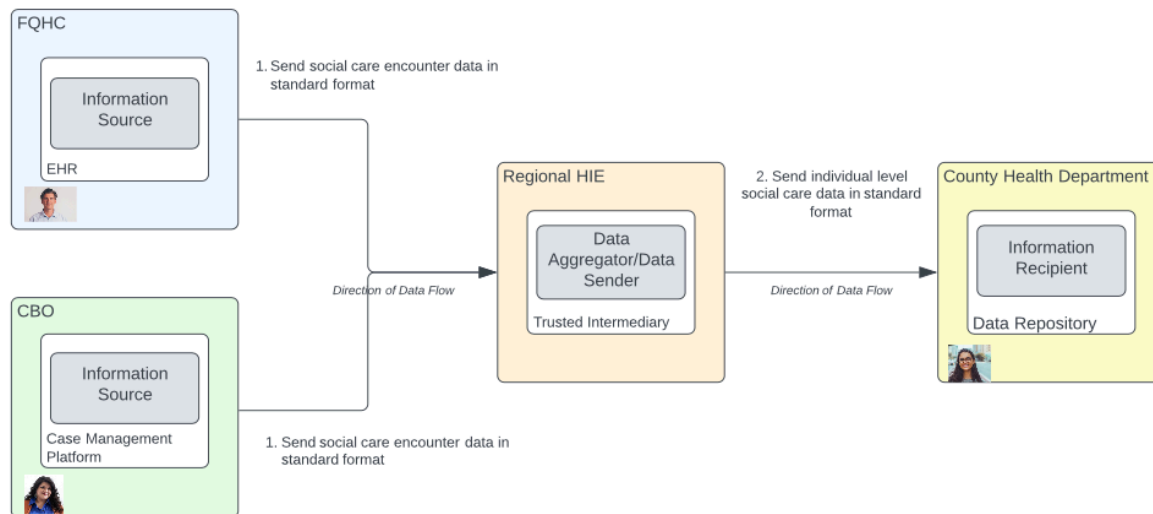 FQHC
Information
Source
EHR
1. Send social care encounter data in
standard format
CBO
Information
Source
Case Management
Platform
1. Send social care encounter data in
standard format
Direction of Data Flow
Regional HIE
Data
Aggregator/Data
Sender
Trusted Intermediary
2. Send individual level
social care data in standard
format
Direction of Data Flow
County Health Department
Information
Recipient
Data Repository